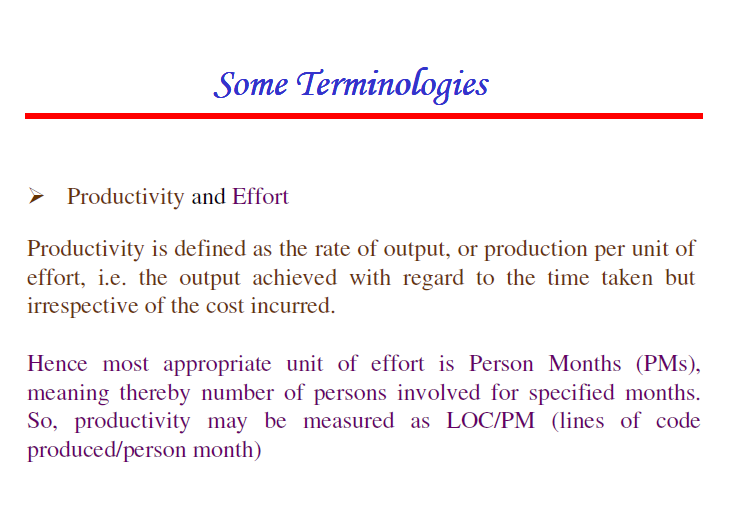 Some Terminologies
➢ Productivity and Effort
Productivity is defined as the rate of output, or production per unit of
effort, i.e. the output achieved with regard to the time taken but
irrespective of the cost incurred.
Hence most appropriate unit of effort is Person Months (PMs),
meaning thereby number of persons involved for specified months.
So, productivity may be measured as LOC/PM (lines of code
produced/person month)